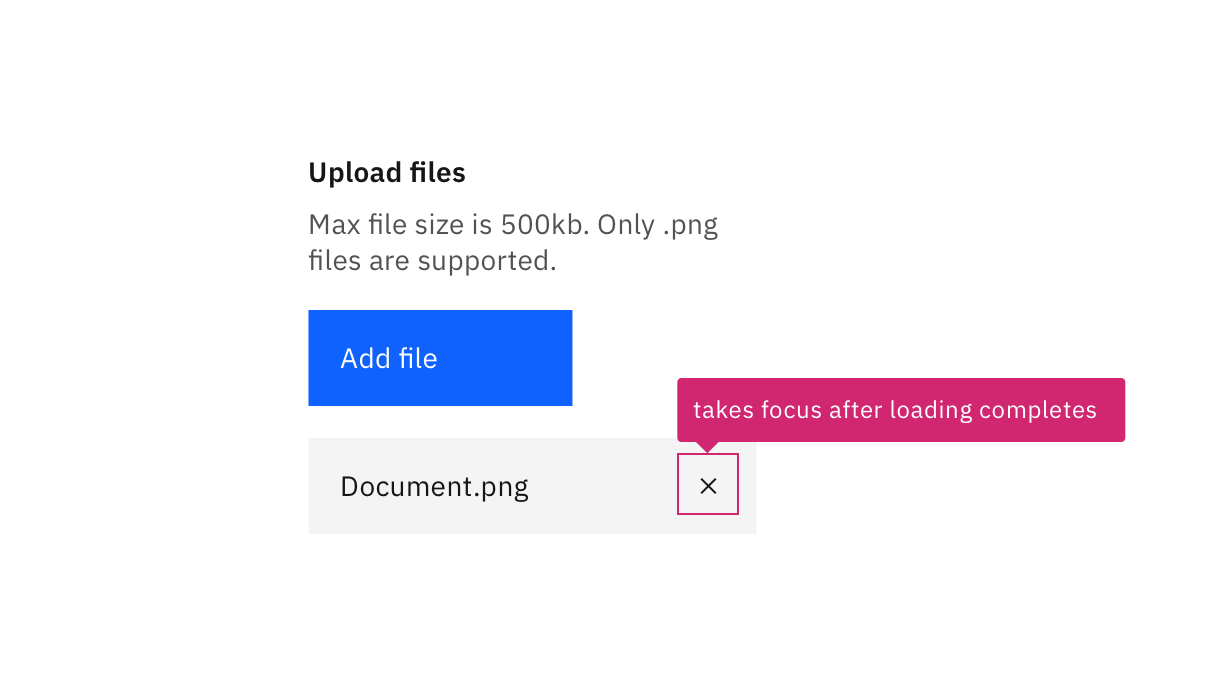 Upload files
Max file size is 500kb. Only .png
files are supported.
Add file
takes focus after loading completes
Document.png